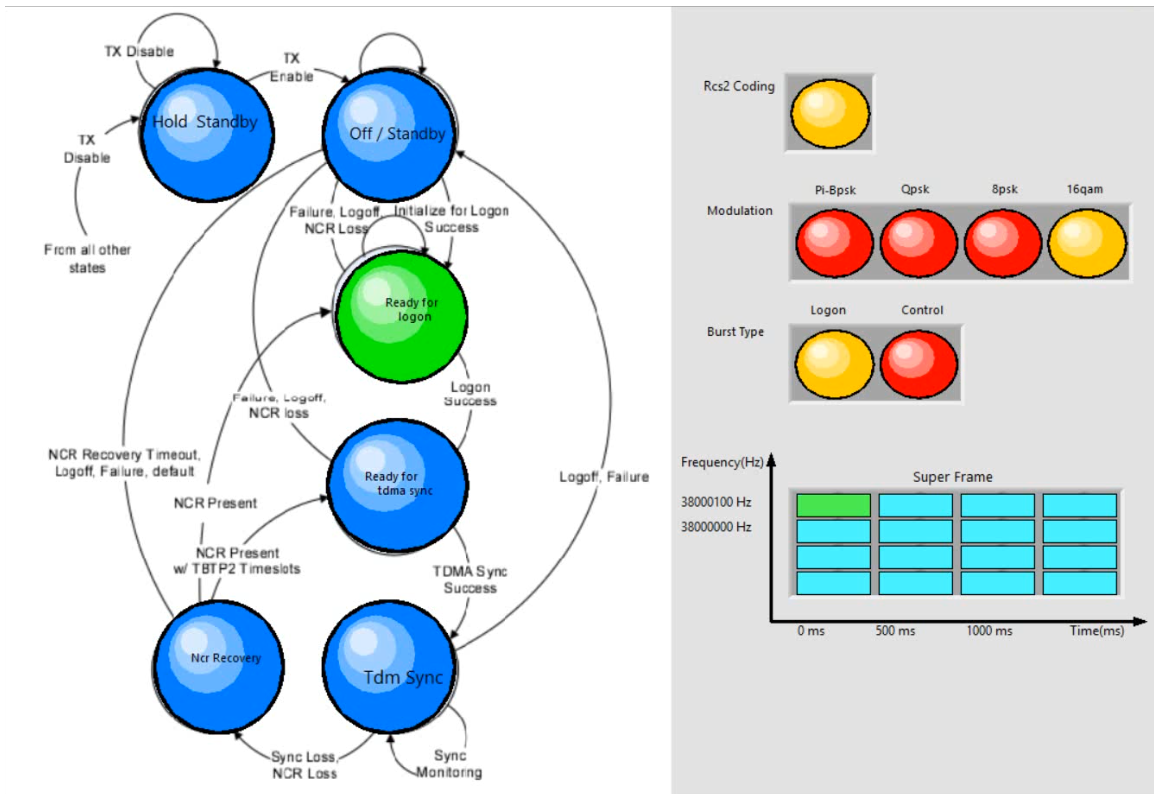 TX Disable
TX
Enable
Hold Standby
Off / Standby
TX
Disable
From all other
states
Failure, Logoff,
NCR Loss
Initialize for Logon
Success
Ready for
logon
Logon
Success
Failure, Logoff,
NCR loss
NCR Recovery Timeout,
Logoff, Failure, default
Ready for
tdma sync
Logoff, Failure
NCR Present
NCR Present
w/ TBTP2 Timeslots
TDMA Sync
Success
Ncr Recovery
Tdm Sync
Sync Loss,
NCR Loss
Sync
Monitoring
Rcs2 Coding
Pi-Bpsk Qpsk 8psk 16qam
Modulation
Logon Control
Burst Type
Frequency(Hz)
Super Frame
38000100 Hz
38000000 Hz
0 ms 500 ms 1000 ms Time(ms)